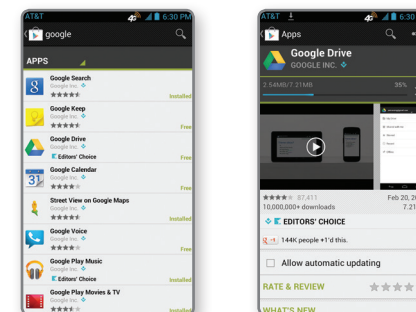 AT&T 4G 6:30 PM
google
APPS
Google Search
Google Inc.
Installed
Google Keep
Google Inc.
Free
Google Drive
Google Inc.
Editors' Choice
Free
31
Google Calendar
Google Inc.
Free
Street View on Google Maps
Google Inc.
Installed
Google Voice
Google Inc.
Free
Google Play Music
Google Inc.
Editors' Choice
Installed
Google Play Movies & TV
Google Inc.
Installed
AT&T 4G 6:30
Apps
Google Drive
GOOGLE INC.
2.54MB/7.21MB 35%
87,411 Feb 20, 20
10,000,000+ downloads 7.21
EDITORS' CHOICE
+1 144K people +1'd this.
Allow automatic updating
RATE & REVIEW
WHAT'S NEW